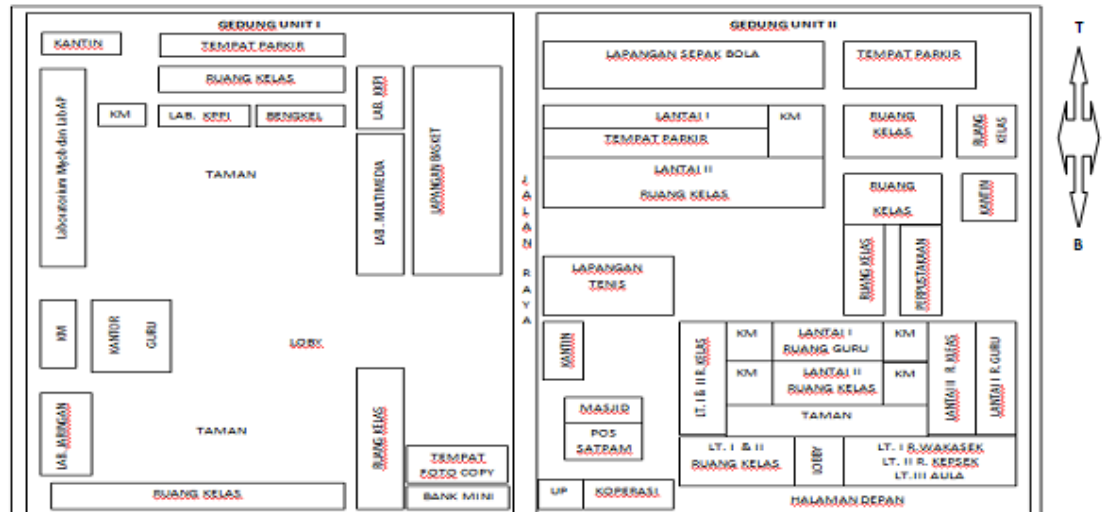 GEDUNG UNIT I
KANTIN
TEMPAT PARKIR
RUANG KELAS
LAB. KKPI
LAPANGAN BASKET
Laboratorium Myob dan Lab AP
KM
LAB. KPPI
BENGKEL
TAMAN
LAB. MULTIMEDIA
KM
KANTOR
GURU
LOBY
LAB. JARINGAN
TAMAN
RUANG KELAS
TEMPAT
FOTO COPY
RUANG KELAS
BANK MINI
JALAN RAYA
GEDUNG UNIT II
LAPANGAN SEPAK BOLA
TEMPAT PARKIR
LANTAI I
KM
TEMPAT PARKIR
LANTAI II
RUANG KELAS
RUANG
KELAS
RUANG
KELAS
RUANG
KELAS
KANTIN
RUANG KELAS
PERPUSTAKAAN
LAPANGAN
TENIS
KANTIN
LT. I & II R. KELAS
KM
LANTAI I
RUANG GURU
KM
KM
LANTAI II
RUANG KELAS
KM
TAMAN
LANTAI II R. KLEAS
LANTAI I R. GURU
MASJID
POS
SATPAM
LT. I & II
RUANG KELAS
LOBBY
LT. I R.WAKASEK
LT. II R. KEPSEK
LT. III AULA
UP
KOPERASI
HALAMAN DEPAN
T
B